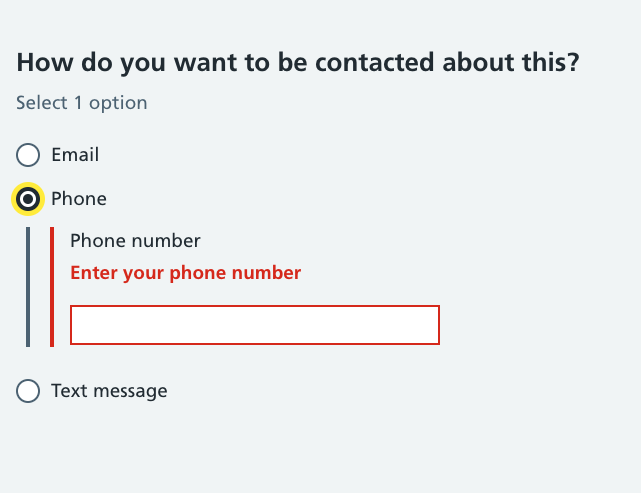 How do you want to be contacted about this?
Select 1 option
Email
Phone
Phone number
Enter your phone number
Text message